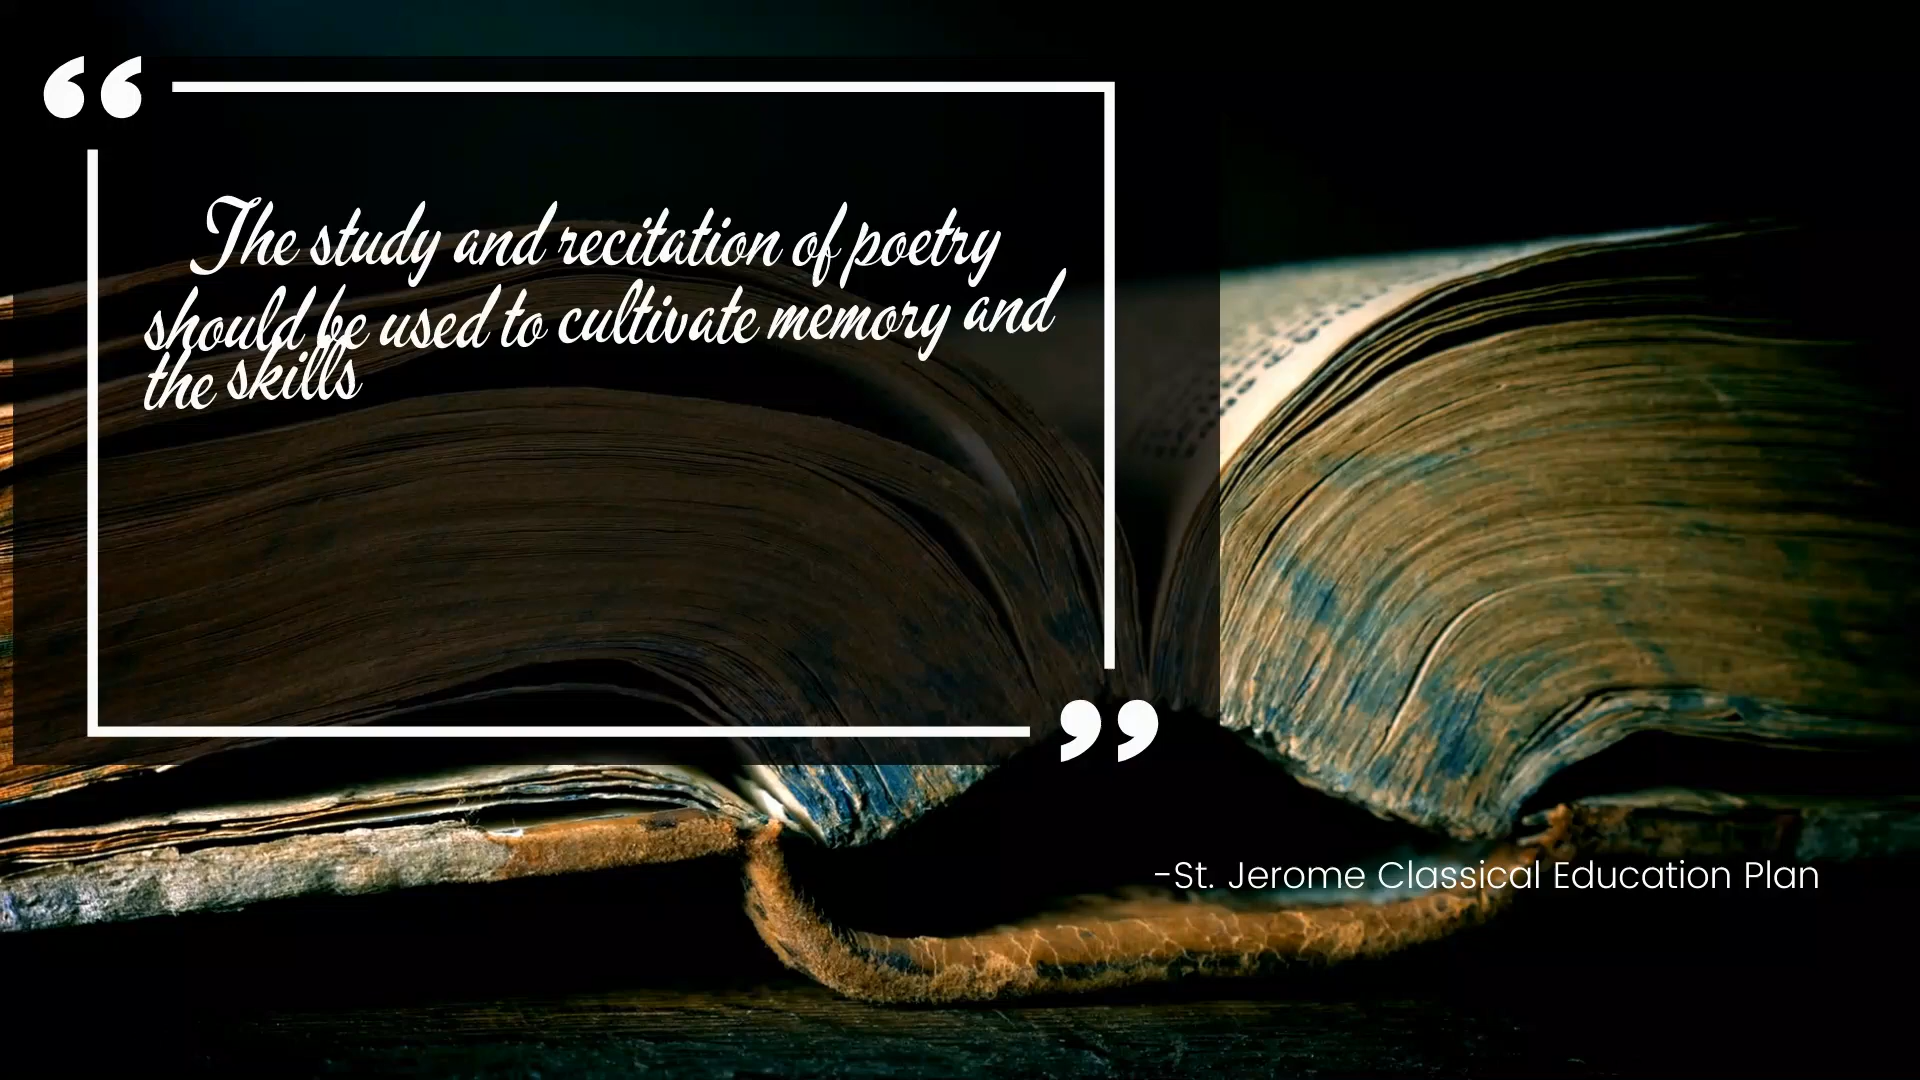 “
The study and recitation of poetry
should be used to cultivate memory and
the skills
”
-St. Jerome Classical Education Plan